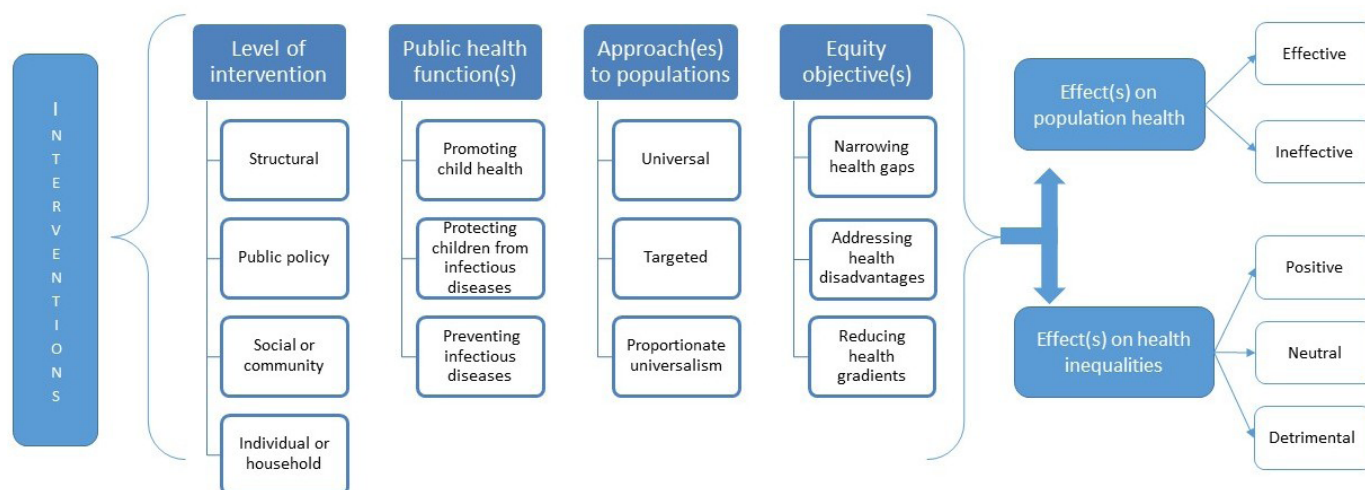 INTERVENTIONS
Level of
intervention
Structural
Public policy
Social or
community
Individual or
household
Public health
function(s)
Promoting
child health
Protecting
children from
infectious
diseases
Preventing
infectious
diseases
Approach(es)
to populations
Universal
Targeted
Proportionate
universalism
Equity
objective(s)
Narrowing
health gaps
Addressing
health
disadvantages
Reducing
health
gradients
Effect(s) on
population health
Effective
Ineffective
Effect(s) on health
inequalities
Positive
Neutral
Detrimental